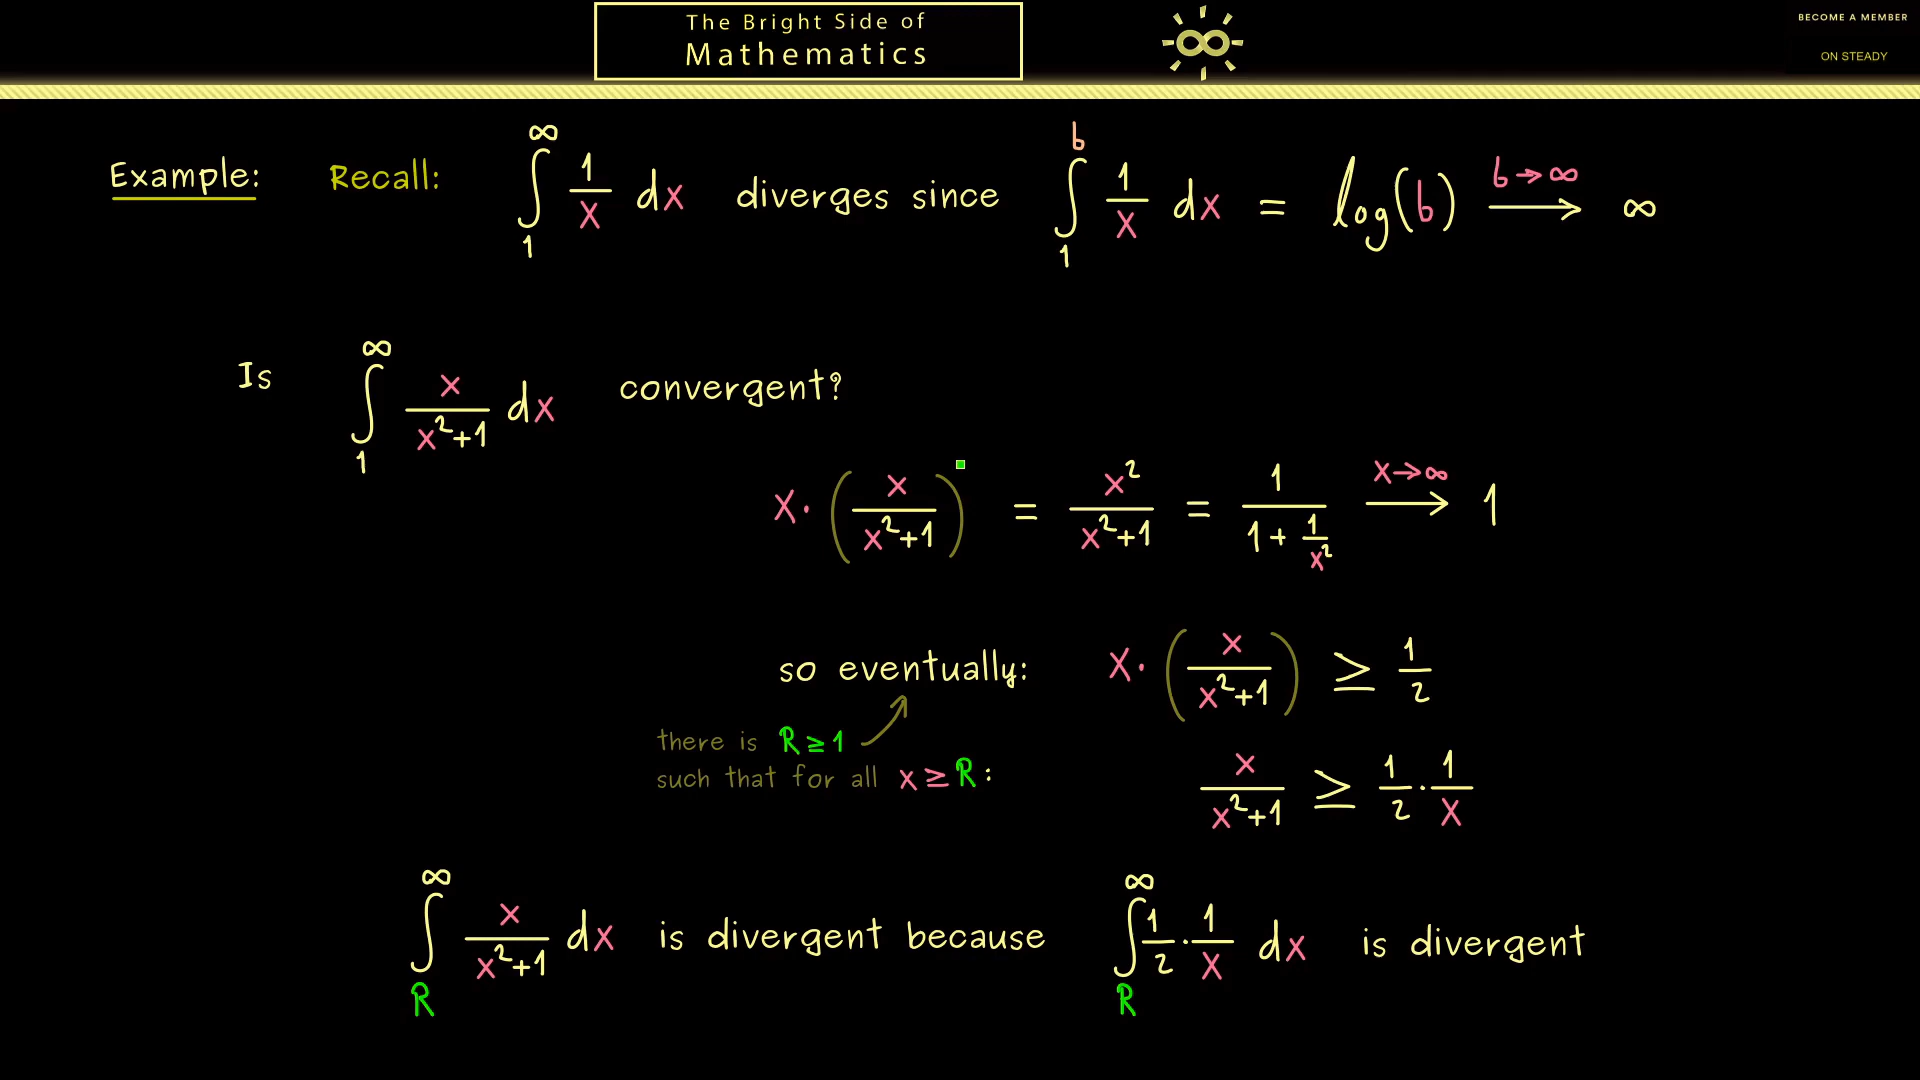 The Bright Side of
Mathematics
BECOME A MEMBER
ON STEADY
Example: Recall: ∫₁^∞ 1/x dx diverges since ∫₁^b 1/x dx = log(b) →^(b→∞) ∞
Is ∫₁^∞ x/(x²+1) dx convergent?
x·(x/(x²+1)) = x²/(x²+1) = 1/(1+1/x²) →^(x→∞) 1
so eventually: x·(x/(x²+1)) ≥ 1/2
there is R≥1
such that for all x≥R:
x/(x²+1) ≥ 1/2·1/x
∫_R^∞ x/(x²+1) dx is divergent because ∫_R^∞ 1/2·1/x dx is divergent